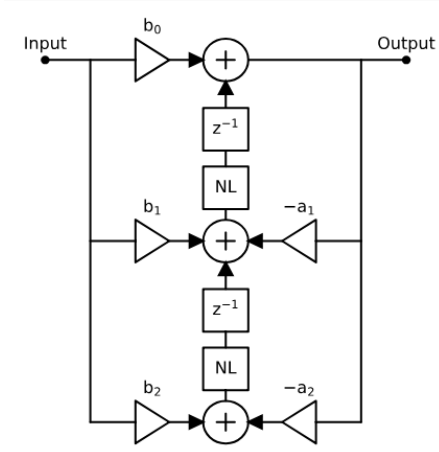 b₀
Input
Output
+
z⁻¹
NL
b₁
−a₁
+
z⁻¹
NL
b₂
−a₂
+